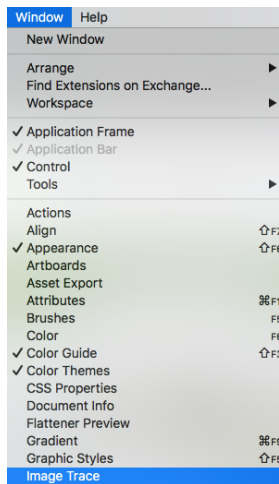 Window Help
New Window
Arrange
Find Extensions on Exchange...
Workspace
✓ Application Frame
✓ Application Bar
✓ Control
Tools
Actions
Align
✓ Appearance
Artboards
Asset Export
Attributes
Brushes
Color
✓ Color Guide
✓ Color Themes
CSS Properties
Document Info
Flattener Preview
Gradient
Graphic Styles
Image Trace